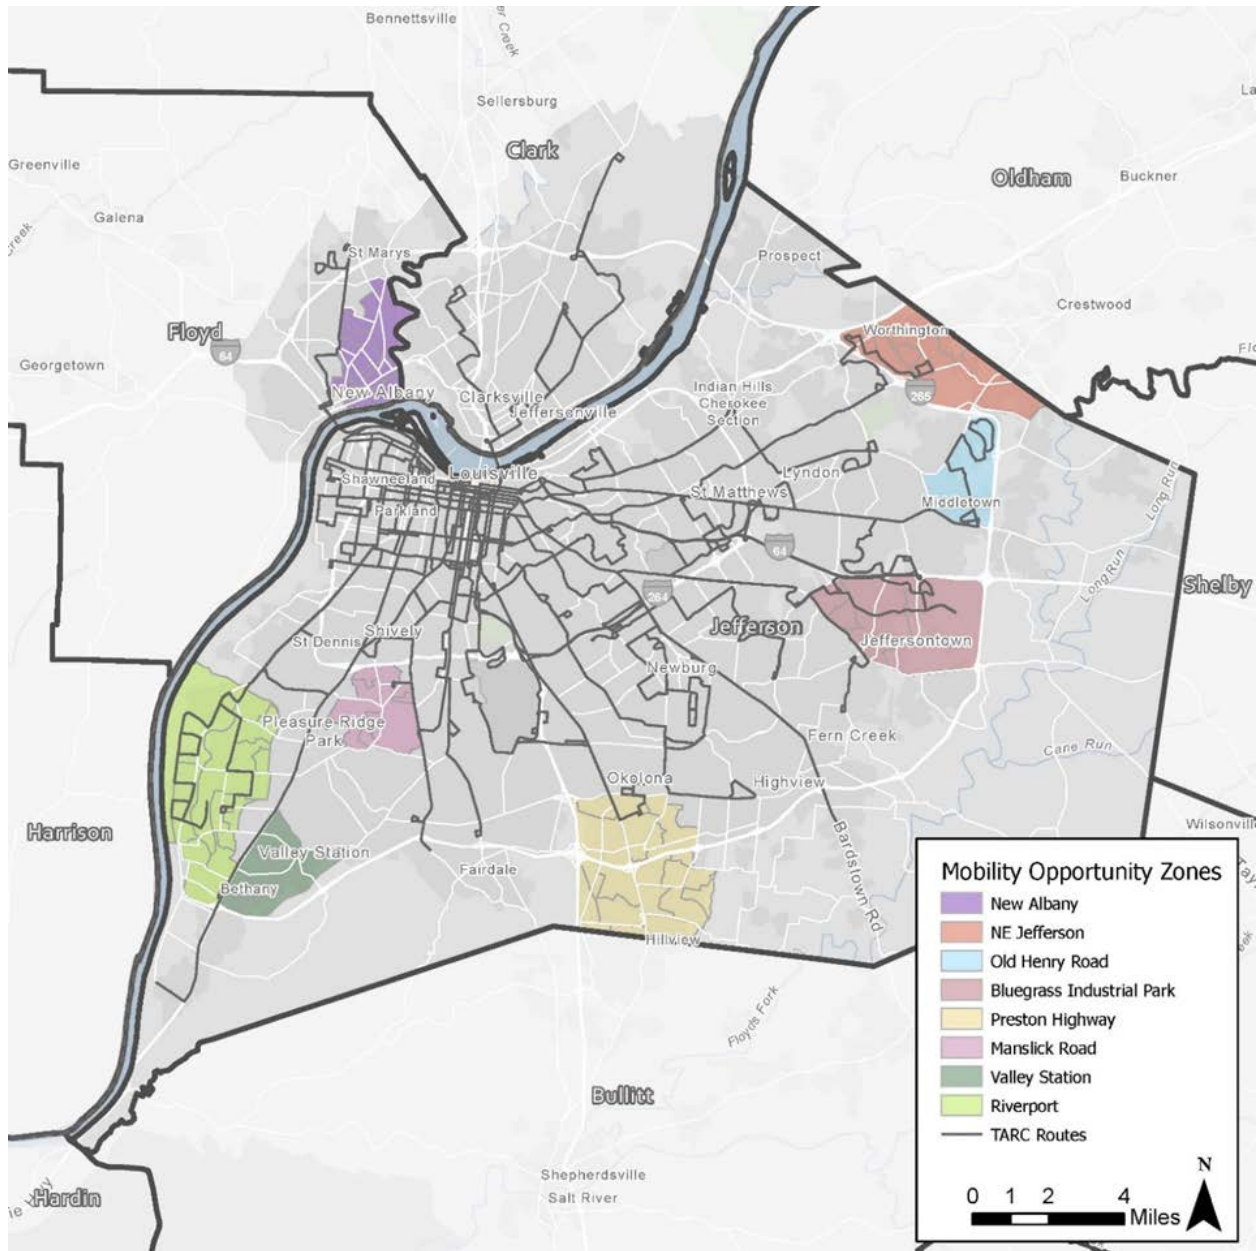 Bennettsville
Sellersburg
Clark
Greenville
Oldham
Buckner
Galena
St Marys
Prospect
Crestwood
Floyd
64
Worthington
Georgetown
265
New Albany
Clarksville
Jeffersonville
Indian Hills
Cherokee
Section
Louisville
Shawneeland
Lyndon
St Matthews
Middletown
Parkland
Long Run
64
Long Run
264
Shelby
St Dennis
Shively
Jefferson
Jeffersontown
Newburg
Pleasure Ridge
Park
Fern Creek
Cane Run
Okolona
Highview
Harrison
Wilsonville
Valley Station
Bardstown Rd
Fairdale
Bethany
Hillview
Floyds Fork
Bullitt
Shepherdsville
Salt River
Hardin
Mobility Opportunity Zones
New Albany
NE Jefferson
Old Henry Road
Bluegrass Industrial Park
Preston Highway
Manslick Road
Valley Station
Riverport
TARC Routes
N
0 1 2 4
Miles